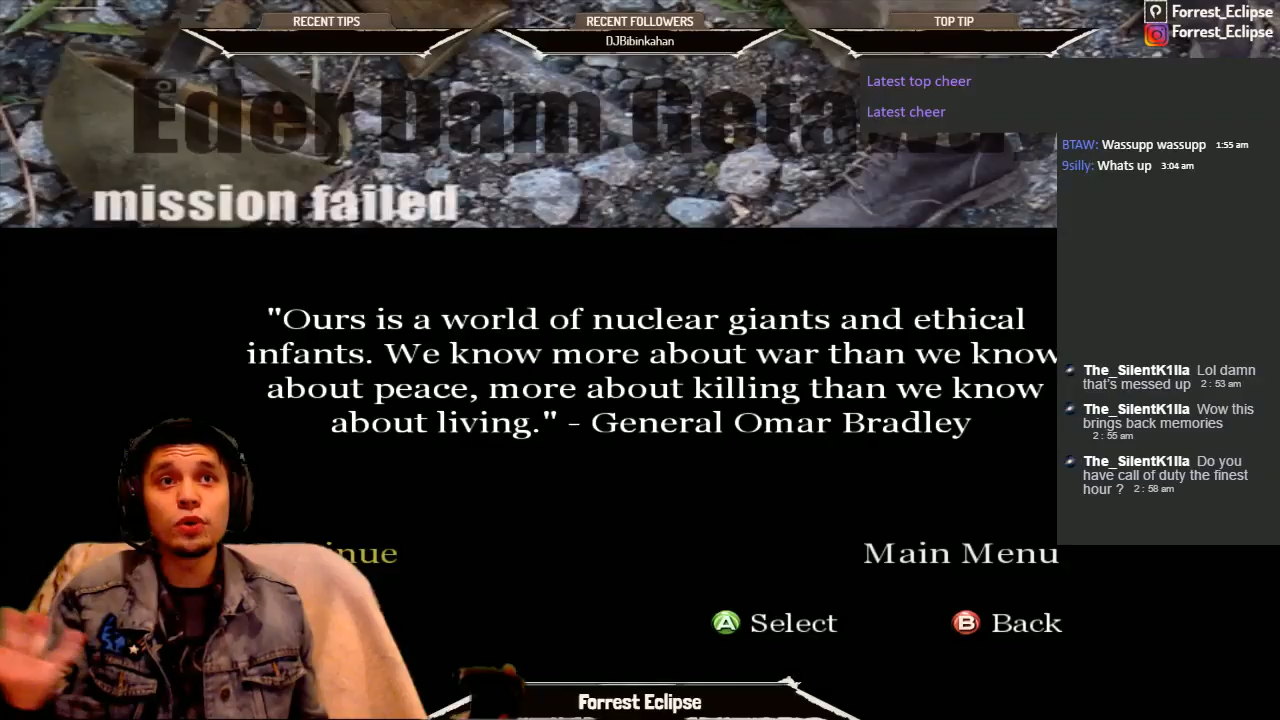 RECENT TIPS
RECENT FOLLOWERS
DJBibinkahan
TOP TIP
Forrest_Eclipse
Forrest_Eclipse
Eder Dam
mission failed
Latest top cheer
Latest cheer
BTAW: Wassupp wassupp 1:55 am
9silly: Whats up 3:04 am
"Ours is a world of nuclear giants and ethical
infants. We know more about war than we know
about peace, more about killing than we know
about living." - General Omar Bradley
The_SilentK1lla Lol damn
that's messed up 2:53 am
The_SilentK1lla Wow this
brings back memories
2:55 am
The_SilentK1lla Do you
have call of duty the finest
hour ? 2:58 am
Main Menu
A Select
B Back
Forrest Eclipse